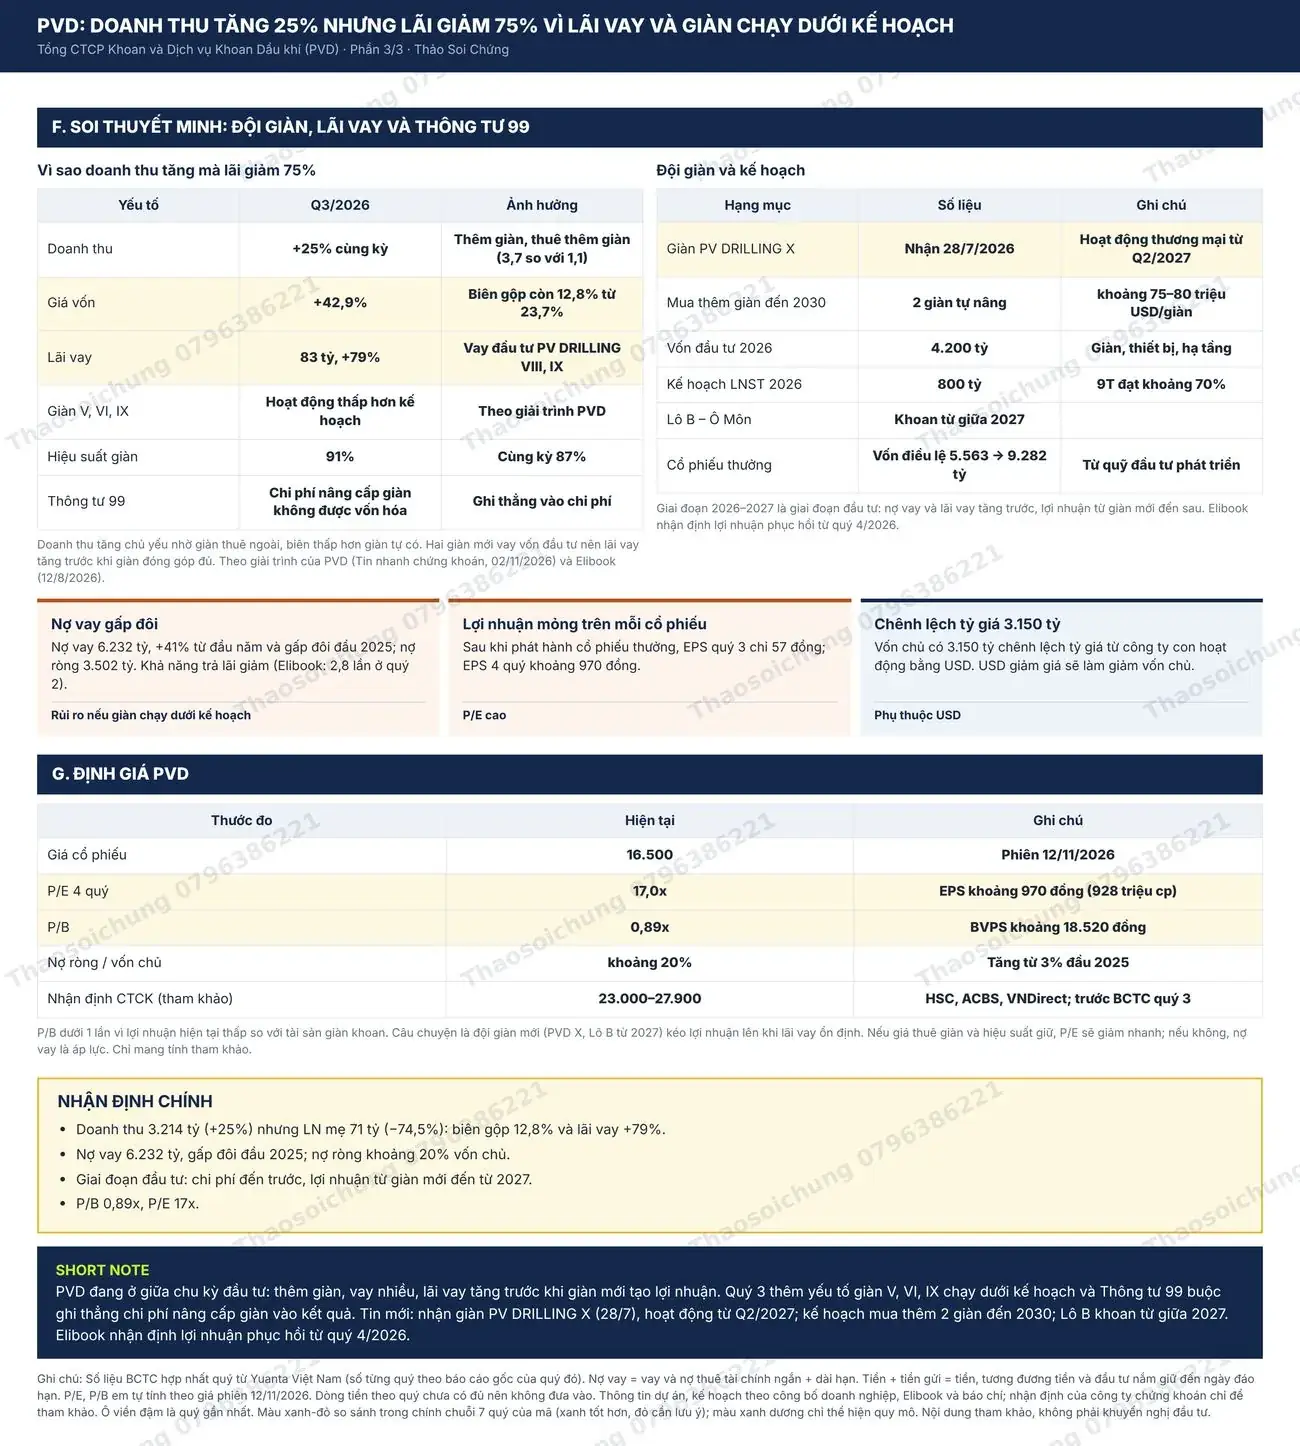 PVD: DOANH THU TĂNG 25% NHƯNG LÃI GIẢM 75% VÌ LÃI VAY VÀ GIÀN CHẠY DƯỚI KẾ HOẠCH
Tổng CTCP Khoan và Dịch vụ Khoan Dầu khí (PVD) · Phần 3/3 · Thảo Soi Chứng
F. SOI THUYẾT MINH: ĐỘI GIÀN, LÃI VAY VÀ THÔNG TƯ 99
Vì sao doanh thu tăng mà lãi giảm 75%
Yếu tố Q3/2026 Ảnh hưởng
Doanh thu +25% cùng kỳ Thêm giàn, thuê thêm giàn
(3,7 so với 1,1)
Giá vốn +42,9% Biên gộp còn 12,8% từ
23,7%
Lãi vay 83 tỷ, +79% Vay đầu tư PV DRILLING
VIII, IX
Giàn V, VI, IX Hoạt động thấp hơn kế
hoạch Theo giải trình PVD
Hiệu suất giàn 91% Cùng kỳ 87%
Thông tư 99 Chi phí nâng cấp giàn
không được vốn hóa Ghi thẳng vào chi phí
Doanh thu tăng chủ yếu nhờ giàn thuê ngoài, biên thấp hơn giàn tự có. Hai giàn mới vay vốn đầu tư nên lãi vay
tăng trước khi giàn đóng góp đủ. Theo giải trình của PVD (Tin nhanh chứng khoán, 02/11/2026) và Elibook
(12/8/2026).
Đội giàn và kế hoạch
Hạng mục Số liệu Ghi chú
Giàn PV DRILLING X Nhận 28/7/2026 Hoạt động thương mại từ
Q2/2027
Mua thêm giàn đến 2030 2 giàn tự nâng khoảng 75–80 triệu
USD/giàn
Vốn đầu tư 2026 4.200 tỷ Giàn, thiết bị, hạ tầng
Kế hoạch LNST 2026 800 tỷ 9T đạt khoảng 70%
Lô B – Ô Môn Khoan từ giữa 2027
Cổ phiếu thưởng Vốn điều lệ 5.563 → 9.282
tỷ Từ quỹ đầu tư phát triển
Giai đoạn 2026–2027 là giai đoạn đầu tư: nợ vay và lãi vay tăng trước, lợi nhuận từ giàn mới đến sau. Elibook
nhận định lợi nhuận phục hồi từ quý 4/2026.
Nợ vay gấp đôi
Nợ vay 6.232 tỷ, +41% từ đầu năm và gấp đôi đầu 2025; nợ
ròng 3.502 tỷ. Khả năng trả lãi giảm (Elibook: 2,8 lần ở quý
2).
Rủi ro nếu giàn chạy dưới kế hoạch
Lợi nhuận mỏng trên mỗi cổ phiếu
Sau khi phát hành cổ phiếu thưởng, EPS quý 3 chỉ 57 đồng;
EPS 4 quý khoảng 970 đồng.
P/E cao
Chênh lệch tỷ giá 3.150 tỷ
Vốn chủ có 3.150 tỷ chênh lệch tỷ giá từ công ty con hoạt
động bằng USD. USD giảm giá sẽ làm giảm vốn chủ.
Phụ thuộc USD
G. ĐỊNH GIÁ PVD
Thước đo Hiện tại Ghi chú
Giá cổ phiếu 16.500 Phiên 12/11/2026
P/E 4 quý 17,0x EPS khoảng 970 đồng (928 triệu cp)
P/B 0,89x BVPS khoảng 18.520 đồng
Nợ ròng / vốn chủ khoảng 20% Tăng từ 3% đầu 2025
Nhận định CTCK (tham khảo) 23.000–27.900 HSC, ACBS, VNDirect; trước BCTC quý 3
P/B dưới 1 lần vì lợi nhuận hiện tại thấp so với tài sản giàn khoan. Câu chuyện là đội giàn mới (PVD X, Lô B từ 2027) kéo lợi nhuận lên khi lãi vay ổn định. Nếu giá thuê giàn và hiệu suất giữ, P/E sẽ giảm nhanh; nếu không, nợ
vay là áp lực. Chỉ mang tính tham khảo.
NHẬN ĐỊNH CHÍNH
• Doanh thu 3.214 tỷ (+25%) nhưng LN mẹ 71 tỷ (−74,5%): biên gộp 12,8% và lãi vay +79%.
• Nợ vay 6.232 tỷ, gấp đôi đầu 2025; nợ ròng khoảng 20% vốn chủ.
• Giai đoạn đầu tư: chi phí đến trước, lợi nhuận từ giàn mới đến từ 2027.
• P/B 0,89x, P/E 17x.
SHORT NOTE
PVD đang ở giữa chu kỳ đầu tư: thêm giàn, vay nhiều, lãi vay tăng trước khi giàn mới tạo lợi nhuận. Quý 3 thêm yếu tố giàn V, VI, IX chạy dưới kế hoạch và Thông tư 99 buộc
ghi thẳng chi phí nâng cấp giàn vào kết quả. Tin mới: nhận giàn PV DRILLING X (28/7), hoạt động từ Q2/2027; kế hoạch mua thêm 2 giàn đến 2030; Lô B khoan từ giữa 2027.
Elibook nhận định lợi nhuận phục hồi từ quý 4/2026.
Ghi chú: Số liệu BCTC hợp nhất quý từ Yuanta Việt Nam (số từng quý theo báo cáo gốc của quý đó). Nợ vay = vay và nợ thuê tài chính ngắn + dài hạn. Tiền + tiền gửi = tiền, tương đương tiền và đầu tư nắm giữ đến ngày đáo
hạn. P/E, P/B em tự tính theo giá phiên 12/11/2026. Dòng tiền theo quý chưa có đủ nên không đưa vào. Thông tin dự án, kế hoạch theo công bố doanh nghiệp, Elibook và báo chí; nhận định của công ty chứng khoán chỉ để
tham khảo. Ô viền đậm là quý gần nhất. Màu xanh-đỏ so sánh trong chính chuỗi 7 quý của mã (xanh tốt hơn, đỏ cần lưu ý); màu xanh dương chỉ thể hiện quy mô. Nội dung tham khảo, không phải khuyến nghị đầu tư.
Thaosoichung 0796386221